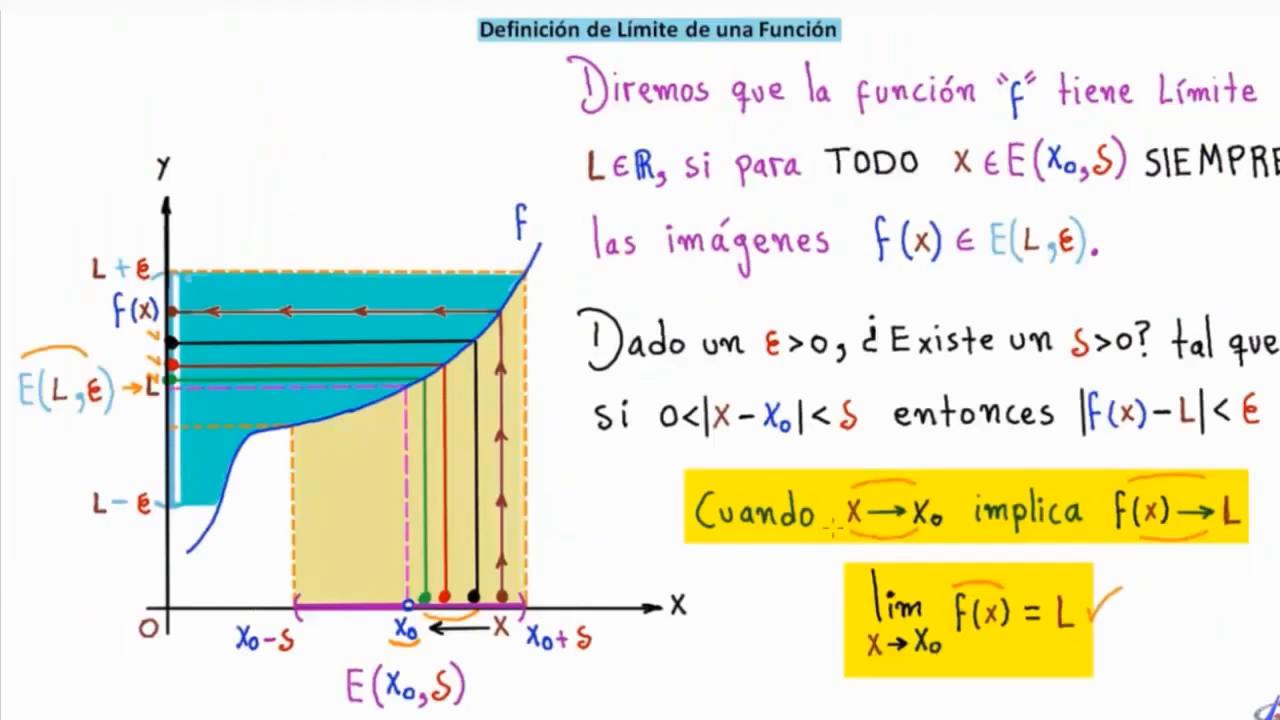 Definición de Límite de una Función
Diremos que la función "f" tiene Límite
L∈ℝ, si para TODO x∈E(x₀,δ) SIEMPRE
las imágenes f(x) ∈ E(L,ε).
Dado un ε>0, ¿Existe un δ>0? tal que
si 0<|x-x₀|<δ entonces |f(x)-L|<ε
Cuando x→x₀ implica f(x)→L
lim f(x) = L
x→x₀
Y
f
L+ε
f(x)
E(L,ε)→L
L-ε
O
x₀-δ
x₀
x
x₀+δ
X
E(x₀,δ)